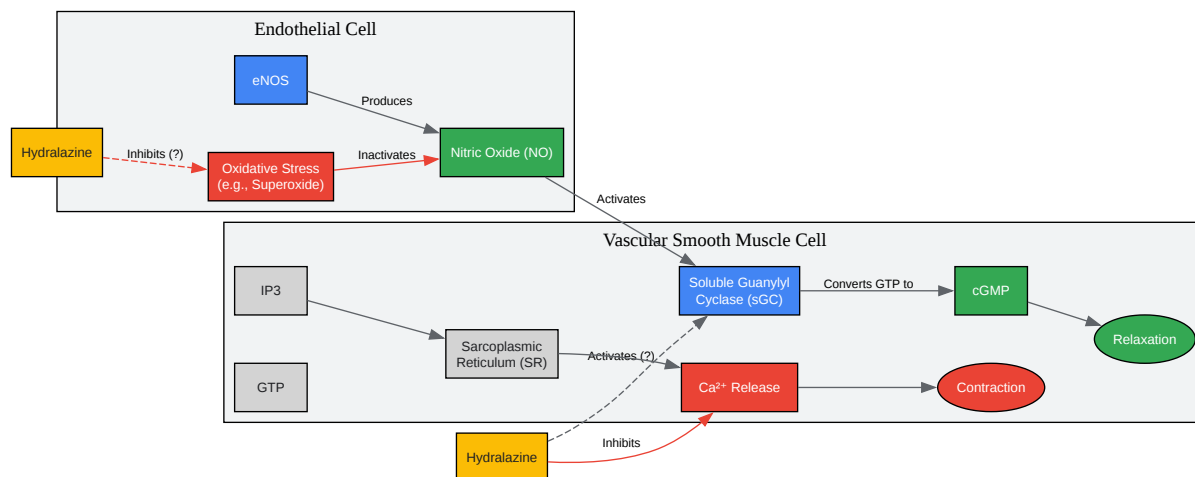 Endothelial Cell
eNOS
Produces
Hydralazine
Inhibits (?)
Oxidative Stress
(e.g., Superoxide)
Inactivates
Nitric Oxide (NO)
Activates
Vascular Smooth Muscle Cell
IP3
Soluble Guanylyl
Cyclase (sGC)
Converts GTP to
cGMP
Sarcoplasmic
Reticulum (SR)
Activates (?)
Relaxation
GTP
Ca²⁺ Release
Contraction
Hydralazine
Inhibits